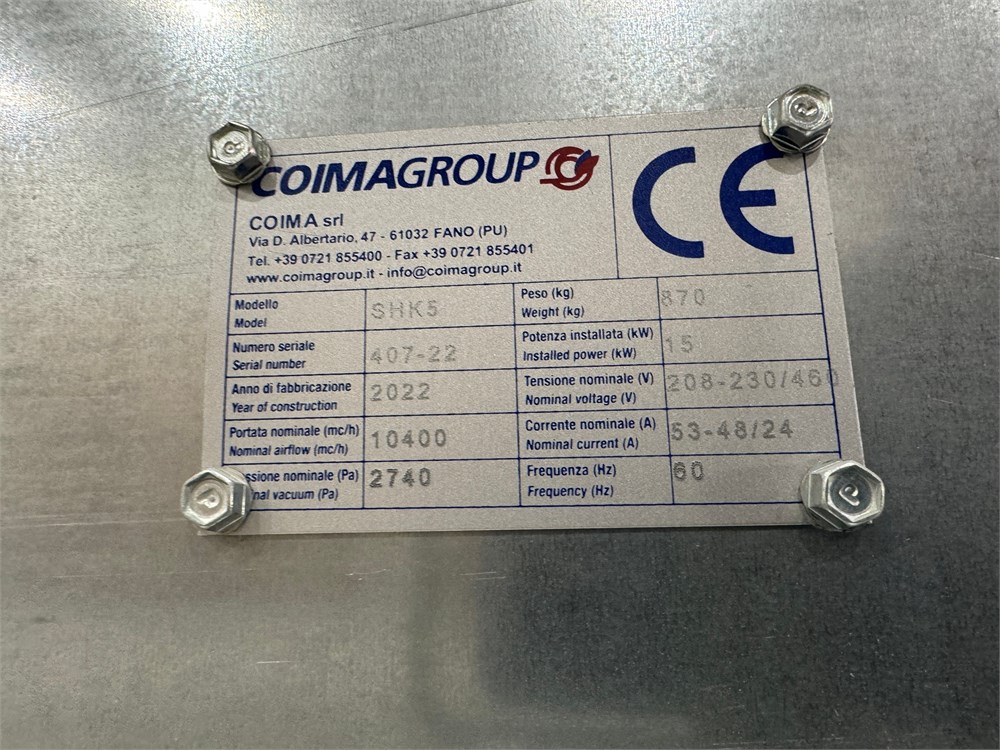 COIMAGROUP
CE
COIMA srl
Via D. Albertario, 47 - 61032 FANO (PU)
Tel. +39 0721 855400 - Fax +39 0721 855401
www.coimagroup.it - info@coimagroup.it
Modello
Model
SHK5
Peso (kg)
Weight (kg)
870
Numero seriale
Serial number
407-22
Potenza installata (kW)
Installed power (kW)
15
Anno di fabbricazione
Year of construction
2022
Tensione nominale (V)
Nominal voltage (V)
208-230/460
Portata nominale (mc/h)
Nominal airflow (mc/h)
10400
Corrente nominale (A)
Nominal current (A)
53-48/24
nominale (Pa)
vacuum (Pa)
2740
Frequenza (Hz)
Frequency (Hz)
60